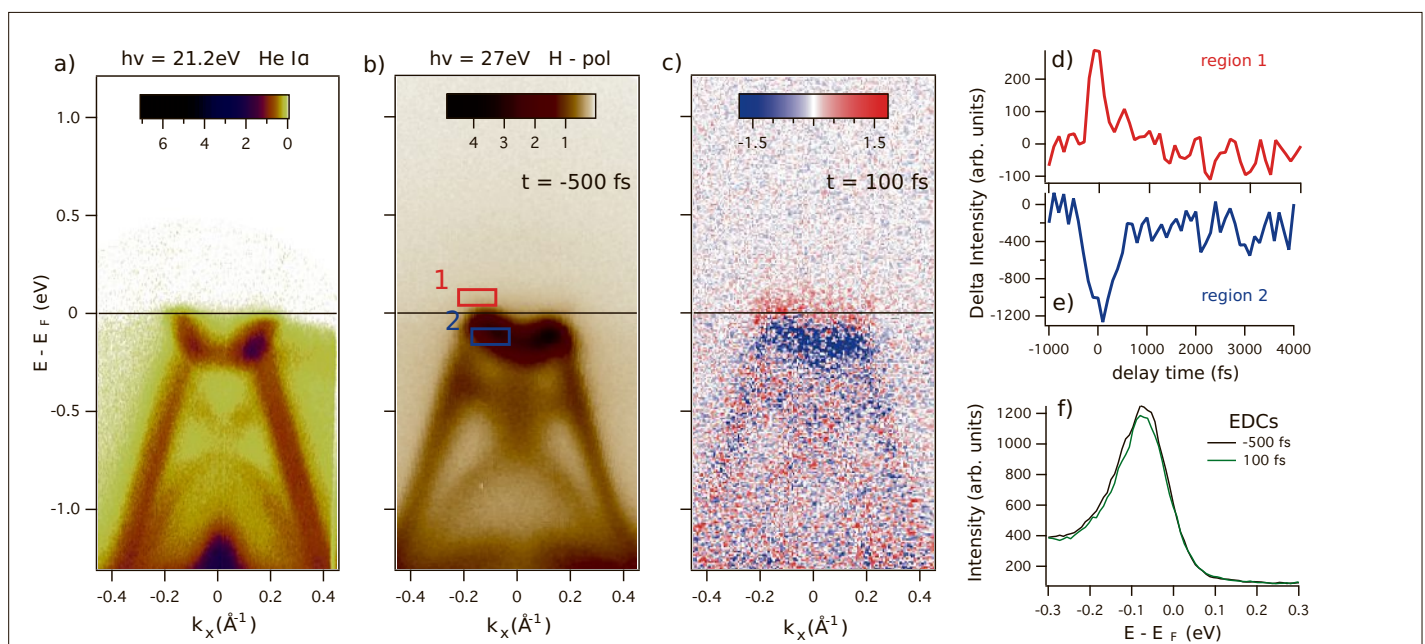 a)
hν = 21.2eV He Iα
6 4 2 0
1.0
0.5
0
-0.5
-1.0
E - E F (eV)
-0.4 -0.2 0 0.2 0.4
kx(Å-1)
b)
hν = 27eV H - pol
4 3 2 1
t = -500 fs
1
2
-0.4 -0.2 0 0.2 0.4
kx(Å-1)
c)
-1.5 1.5
t = 100 fs
-0.4 -0.2 0 0.2 0.4
kx(Å-1)
d)
region 1
200
100
0
-100
Delta Intensity (arb. units)
0
-400
-800
-1200
e)
region 2
-1000 0 1000 2000 3000 4000
delay time (fs)
f)
EDCs
-500 fs
100 fs
1200
1000
800
600
400
200
Intensity (arb. units)
-0.3 -0.2 -0.1 0.0 0.1 0.2 0.3
E - E F (eV)